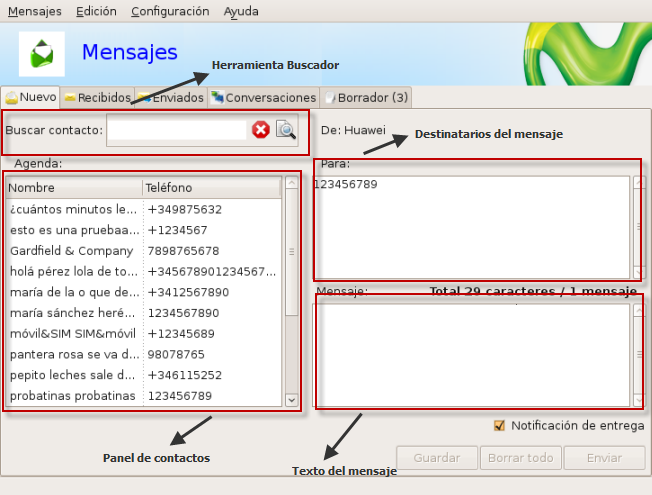 Mensajes Edición Configuración Ayuda
Mensajes
Herramienta Buscador
Nuevo Recibidos Enviados Conversaciones Borrador (3)
Buscar contacto:
De: Huawei
Destinatarios del mensaje
Agenda:
Para:
Nombre Teléfono
123456789
¿cuántos minutos le... +349875632
esto es una pruebaa... +1234567
Gardfield & Company 7898765678
holá pérez lola de to... +345678901234567...
maría de la o que de... +3412567890
Mensaje: Total 29 caracteres / 1 mensaje
maría sánchez heré... 1234567890
móvil&SIM SIM&móvil +12345689
pantera rosa se va d... 98078765
pepito leches sale d... +346115252
probatinas probatinas 123456789
Notificación de entrega
Panel de contactos
Texto del mensaje
Guardar Borrar todo Enviar